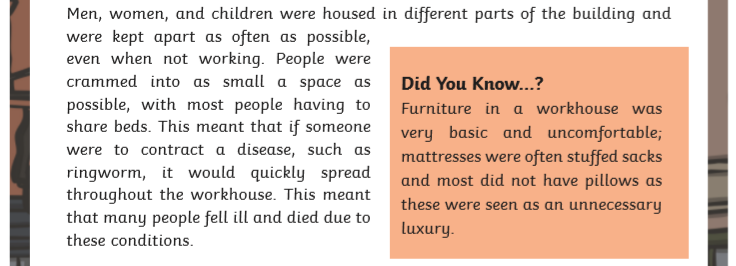 Men, women, and children were housed in different parts of the building and
were kept apart as often as possible,
even when not working. People were
crammed into as small a space as
possible, with most people having to
share beds. This meant that if someone
were to contract a disease, such as
ringworm, it would quickly spread
throughout the workhouse. This meant
that many people fell ill and died due to
these conditions.
Did You Know...?
Furniture in a workhouse was
very basic and uncomfortable;
mattresses were often stuffed sacks
and most did not have pillows as
these were seen as an unnecessary
luxury.